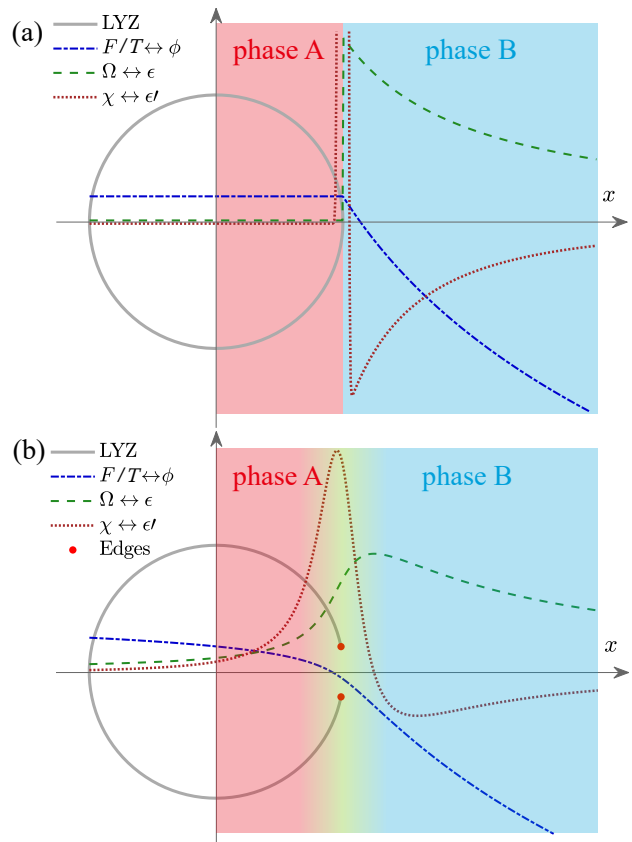 (a)
LYZ
F/T↔ϕ
Ω↔ϵ
χ↔ϵ′
phase A
phase B
x
(b)
LYZ
F/T↔ϕ
Ω↔ϵ
χ↔ϵ′
Edges
phase A
phase B
x